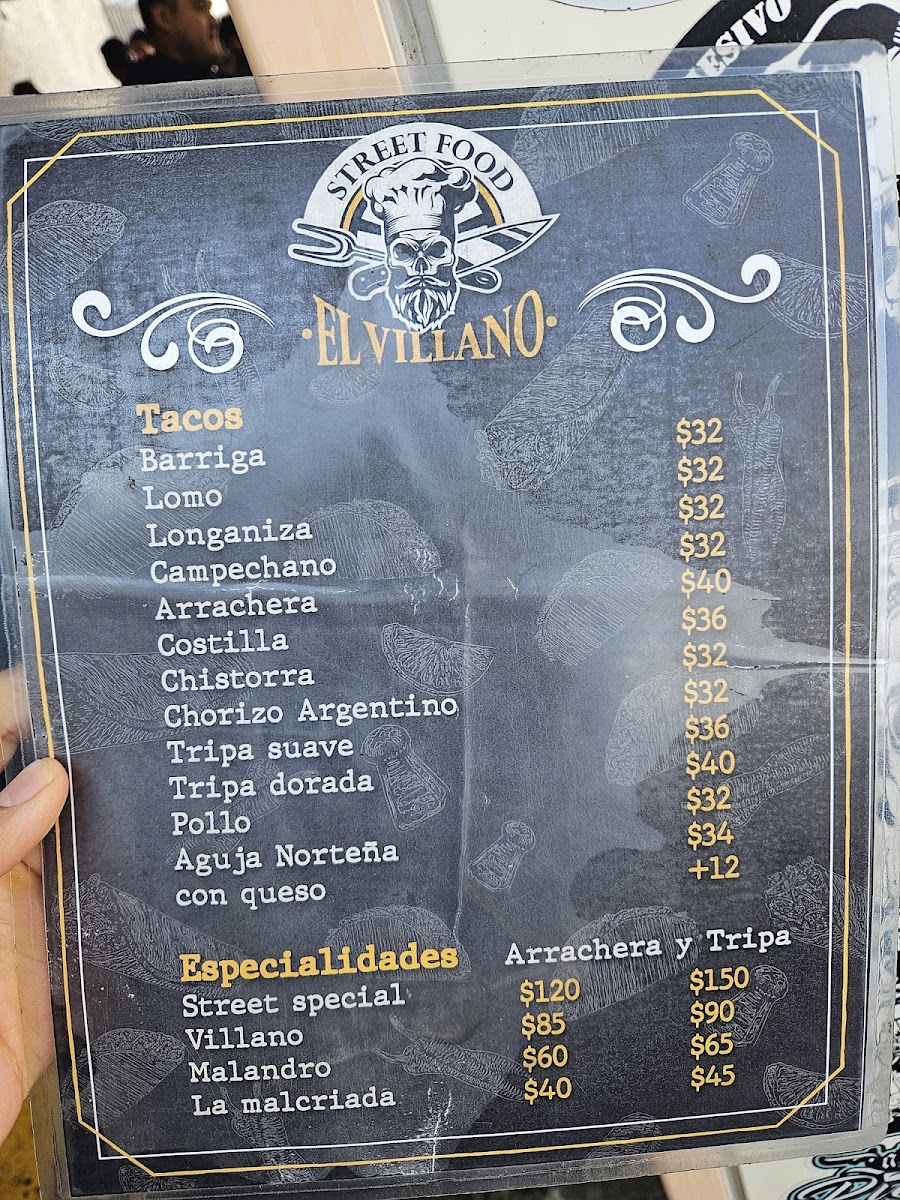 ESIVO
STREET FOOD
·EL VILLANO·
Tacos
Barriga $32
Lomo $32
Longaniza $32
Campechano $32
Arrachera $40
Costilla $36
Chistorra $32
Chorizo Argentino $32
Tripa suave $36
Tripa dorada $40
Pollo $32
Aguja Norteña $34
con queso +12
Especialidades Arrachera y Tripa
Street special $120 $150
Villano $85 $90
Malandro $60 $65
La malcriada $40 $45